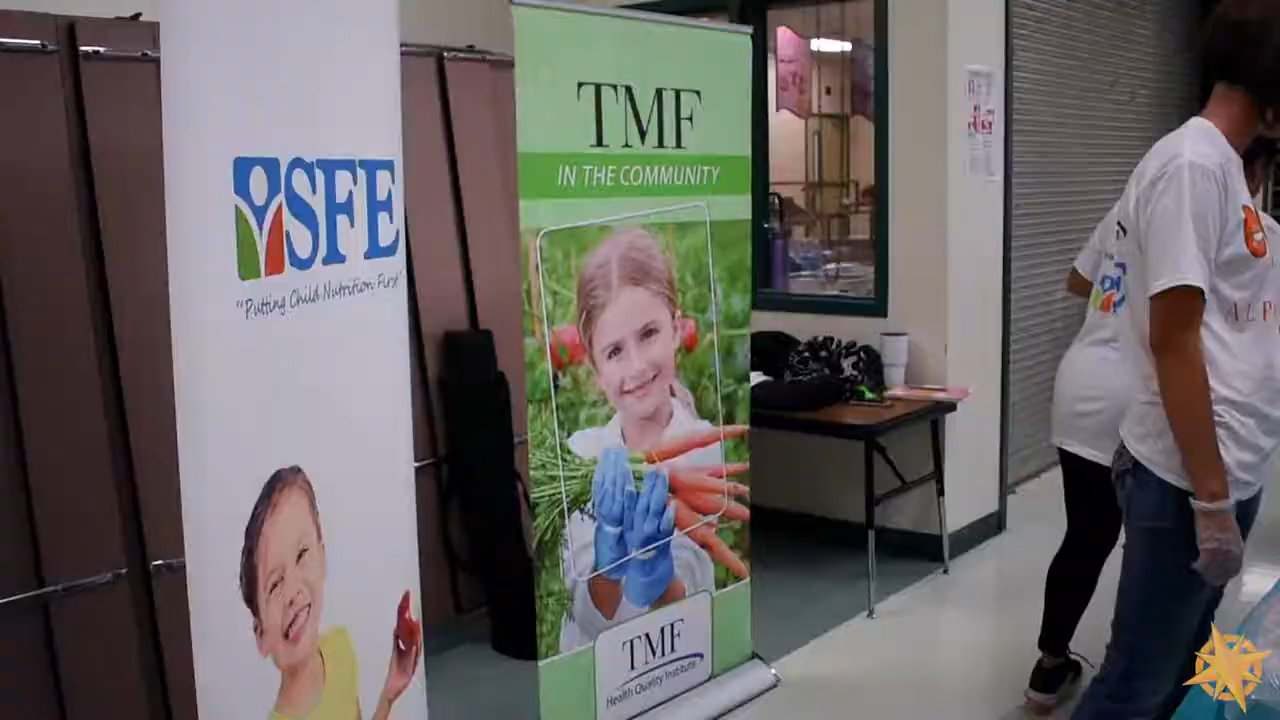 SFE
"Putting Child Nutrition First"
TMF
IN THE COMMUNITY
TMF
Health Quality Institute